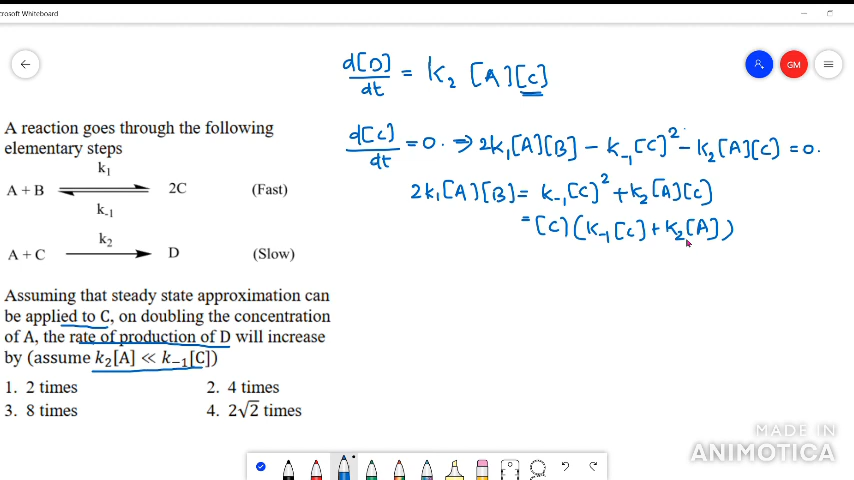 icrosoft Whiteboard
GM
d[D]/dt = k₂ [A][C]
A reaction goes through the following
elementary steps
k₁
A + B ⇌ 2C (Fast)
k₋₁
k₂
A + C → D (Slow)
d[C]/dt = 0. ⇒ 2k₁[A][B] − k₋₁[C]² − k₂[A][C] = 0.
2k₁[A][B] = k₋₁[C]² + k₂[A][C]
= [C](k₋₁[C] + k₂[A])
Assuming that steady state approximation can
be applied to C, on doubling the concentration
of A, the rate of production of D will increase
by (assume k₂[A] ≪ k₋₁[C])
1. 2 times 2. 4 times
3. 8 times 4. 2√2 times
MADE IN
ANIMOTICA